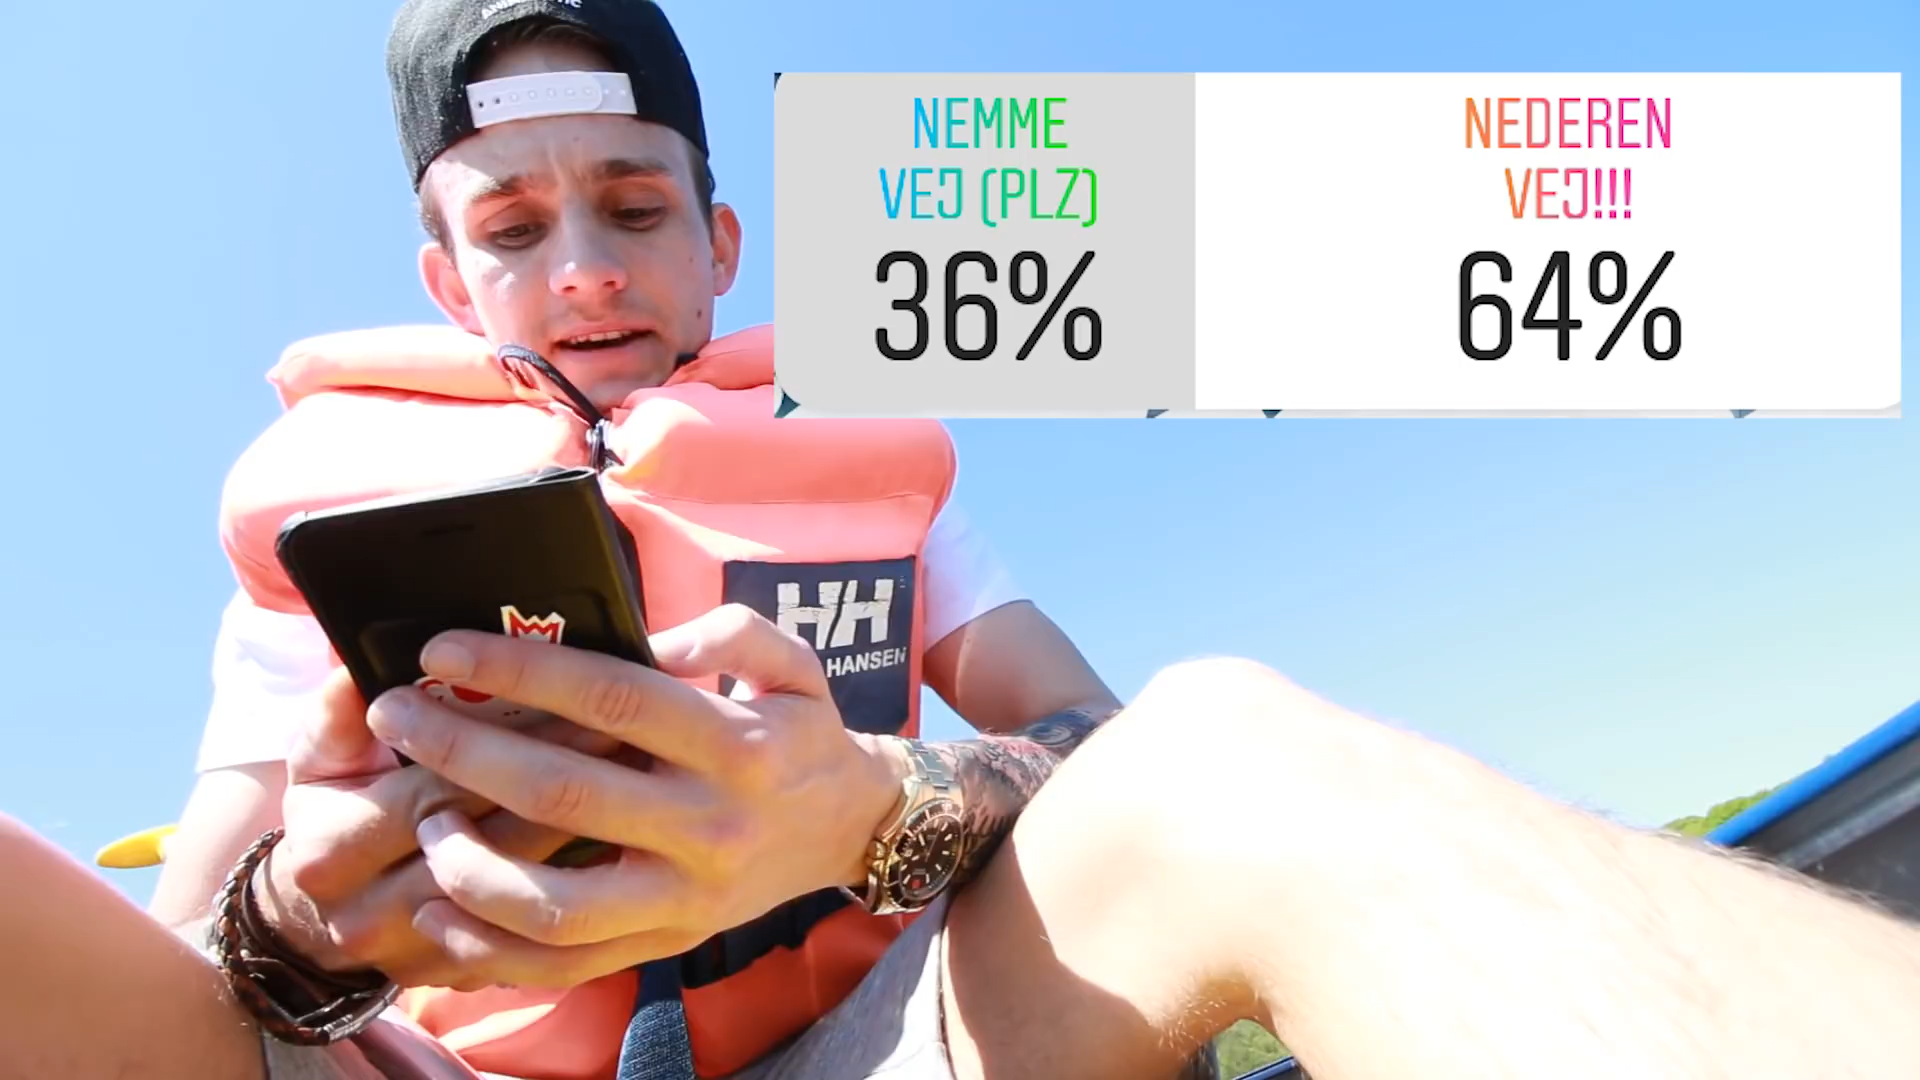 NEMME
VEJ (PLZ)
36%
NEDEREN
VEJ!!!
64%
HH
HANSEN